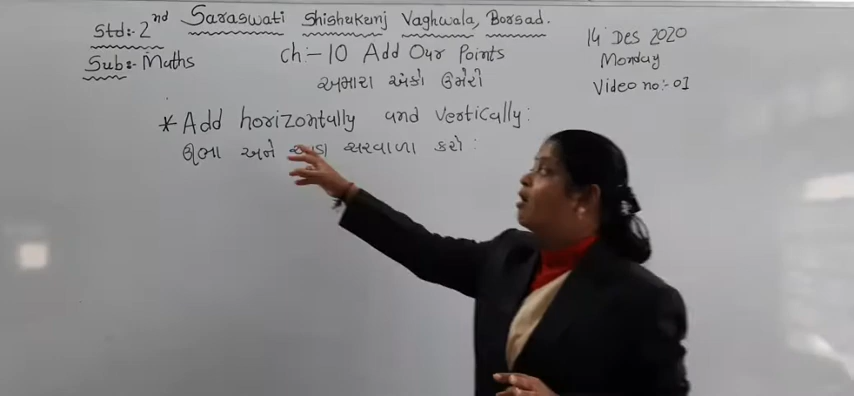 Std:- 2nd Saraswati Shishukunj Vaghwala, Borsad.
14 Des 2020
Sub:- Maths Ch:- 10 Add Our Points
Monday
અમારા અંકો ઉમેરો
Video no:- 01
* Add horizontally and vertically:
ઊભા અને સરવાળા કરો: